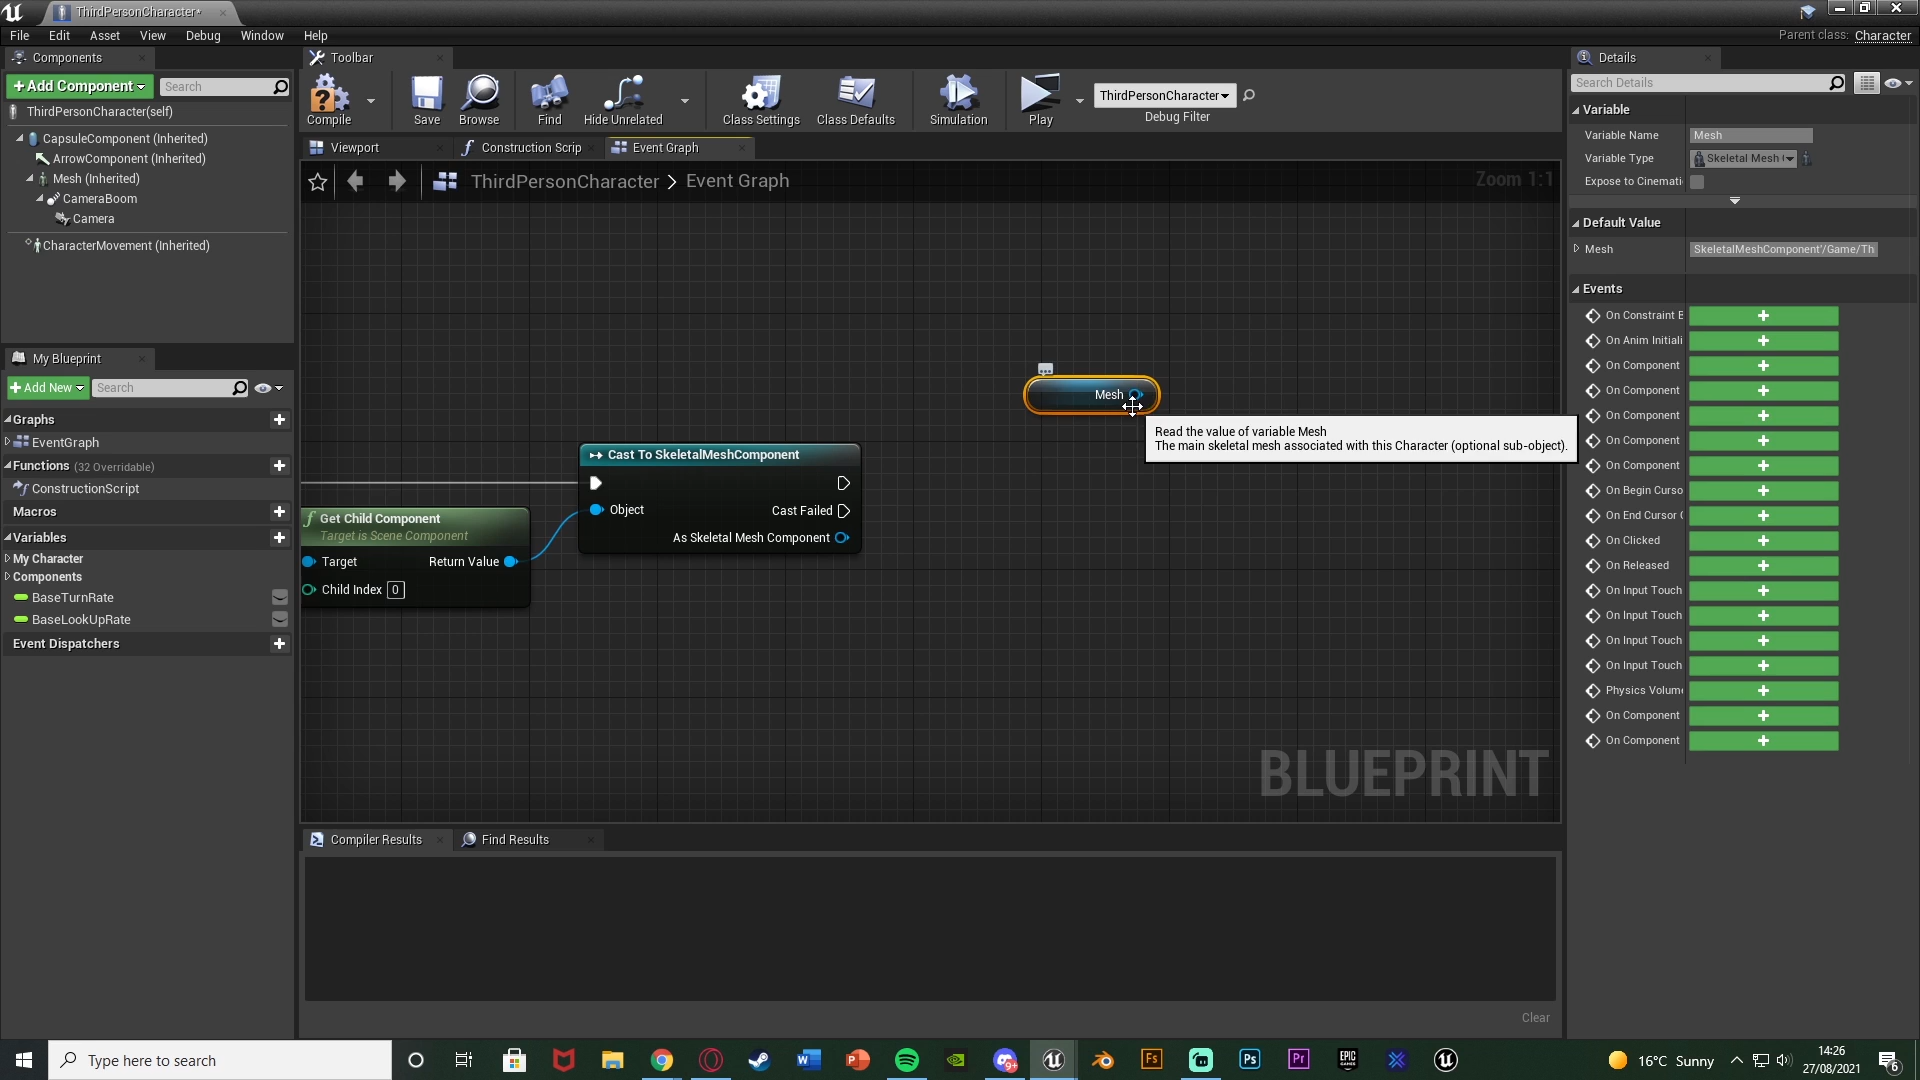 ThirdPersonCharacter*
File Edit Asset View Debug Window Help
Parent class: Character
Components
+Add Component
Search
ThirdPersonCharacter(self)
CapsuleComponent (Inherited)
ArrowComponent (Inherited)
Mesh (Inherited)
CameraBoom
Camera
CharacterMovement (Inherited)
My Blueprint
+Add New
Search
Graphs
EventGraph
Functions (32 Overridable)
ConstructionScript
Macros
Variables
My Character
Components
BaseTurnRate
BaseLookUpRate
Event Dispatchers
Toolbar
Compile
Save
Browse
Find
Hide Unrelated
Class Settings
Class Defaults
Simulation
Play
ThirdPersonCharacter
Debug Filter
Viewport
Construction Scrip
Event Graph
ThirdPersonCharacter > Event Graph
Zoom 1:1
Mesh
Read the value of variable Mesh
The main skeletal mesh associated with this Character (optional sub-object).
Cast To SkeletalMeshComponent
Object
Cast Failed
As Skeletal Mesh Component
Get Child Component
Target is Scene Component
Target
Return Value
Child Index 0
BLUEPRINT
Compiler Results
Find Results
Clear
Details
Search Details
Variable
Variable Name Mesh
Variable Type Skeletal Mesh
Expose to Cinemati
Default Value
Mesh SkeletalMeshComponent'/Game/Th
Events
On Constraint B
On Anim Initiali
On Component
On Component
On Component
On Component
On Component
On Begin Curso
On End Cursor
On Clicked
On Released
On Input Touch
On Input Touch
On Input Touch
On Input Touch
Physics Volum
On Component
On Component
Type here to search
16°C Sunny
14:26
27/08/2021